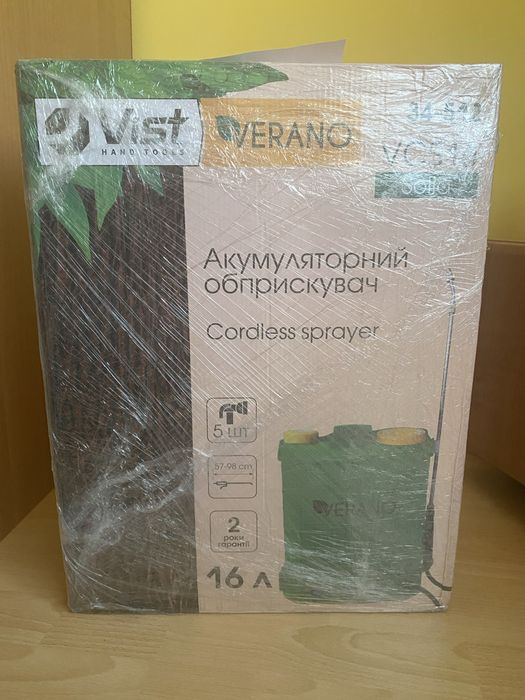 Vist
HAND TOOLS
VERANO
Акумуляторний
обприскувач
Cordless sprayer
5 шт
57-98 cm
2
роки
гарантії
16 л
VERANO